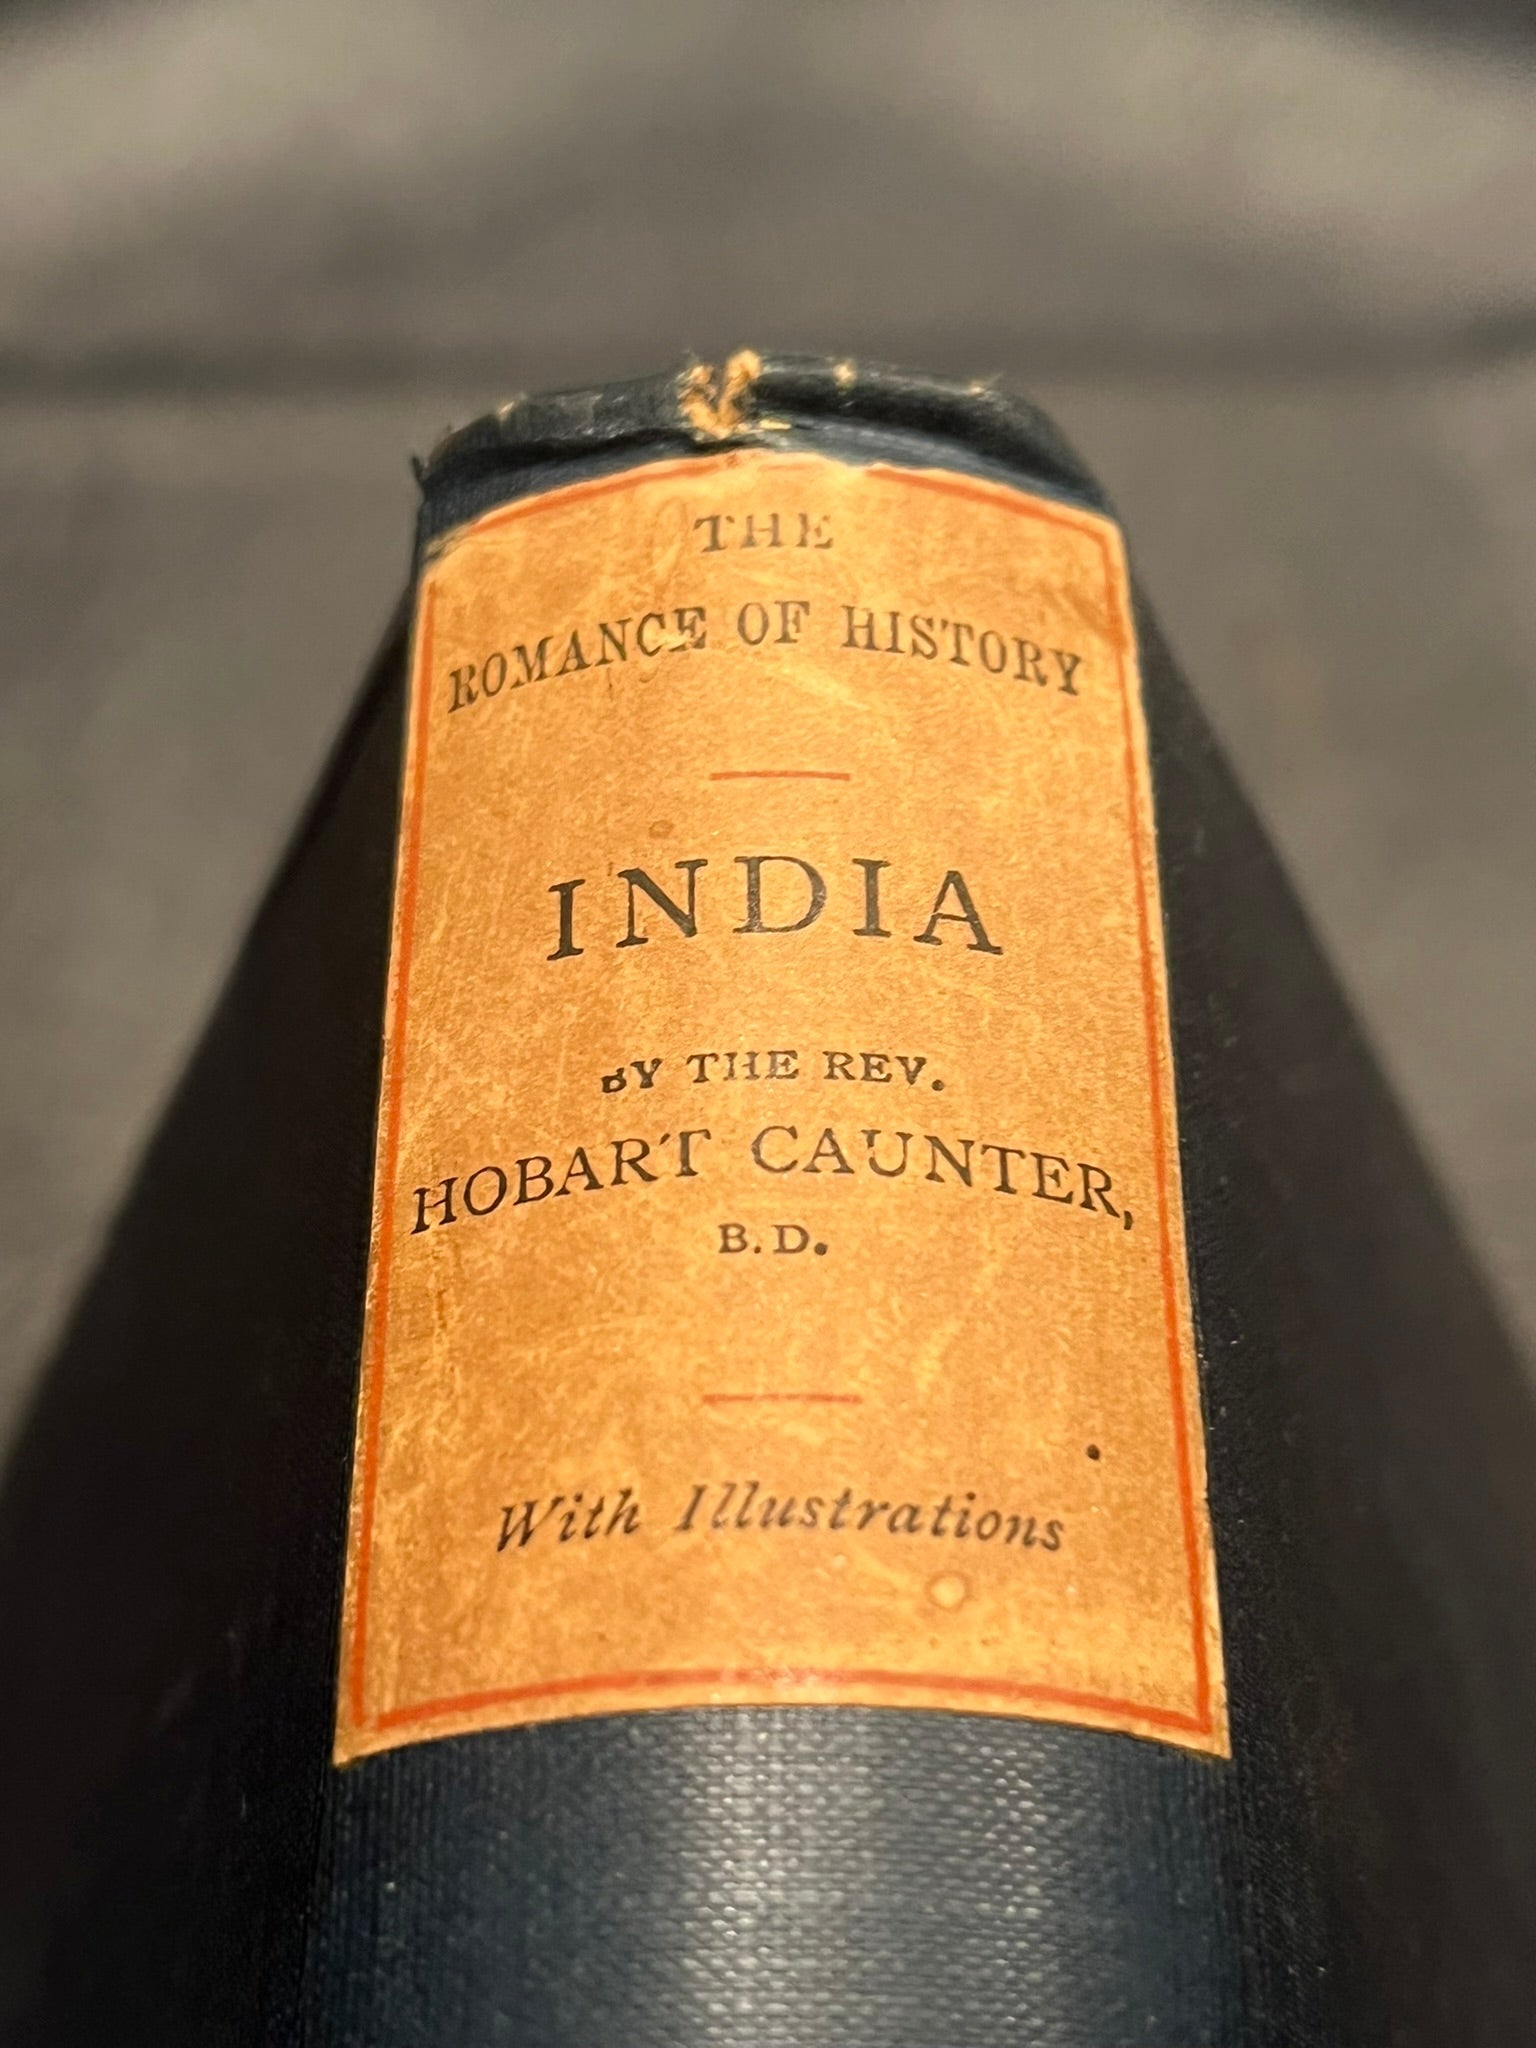 THE
ROMANCE OF HISTORY
INDIA
BY THE REV.
HOBART CAUNTER,
B.D.
With Illustrations